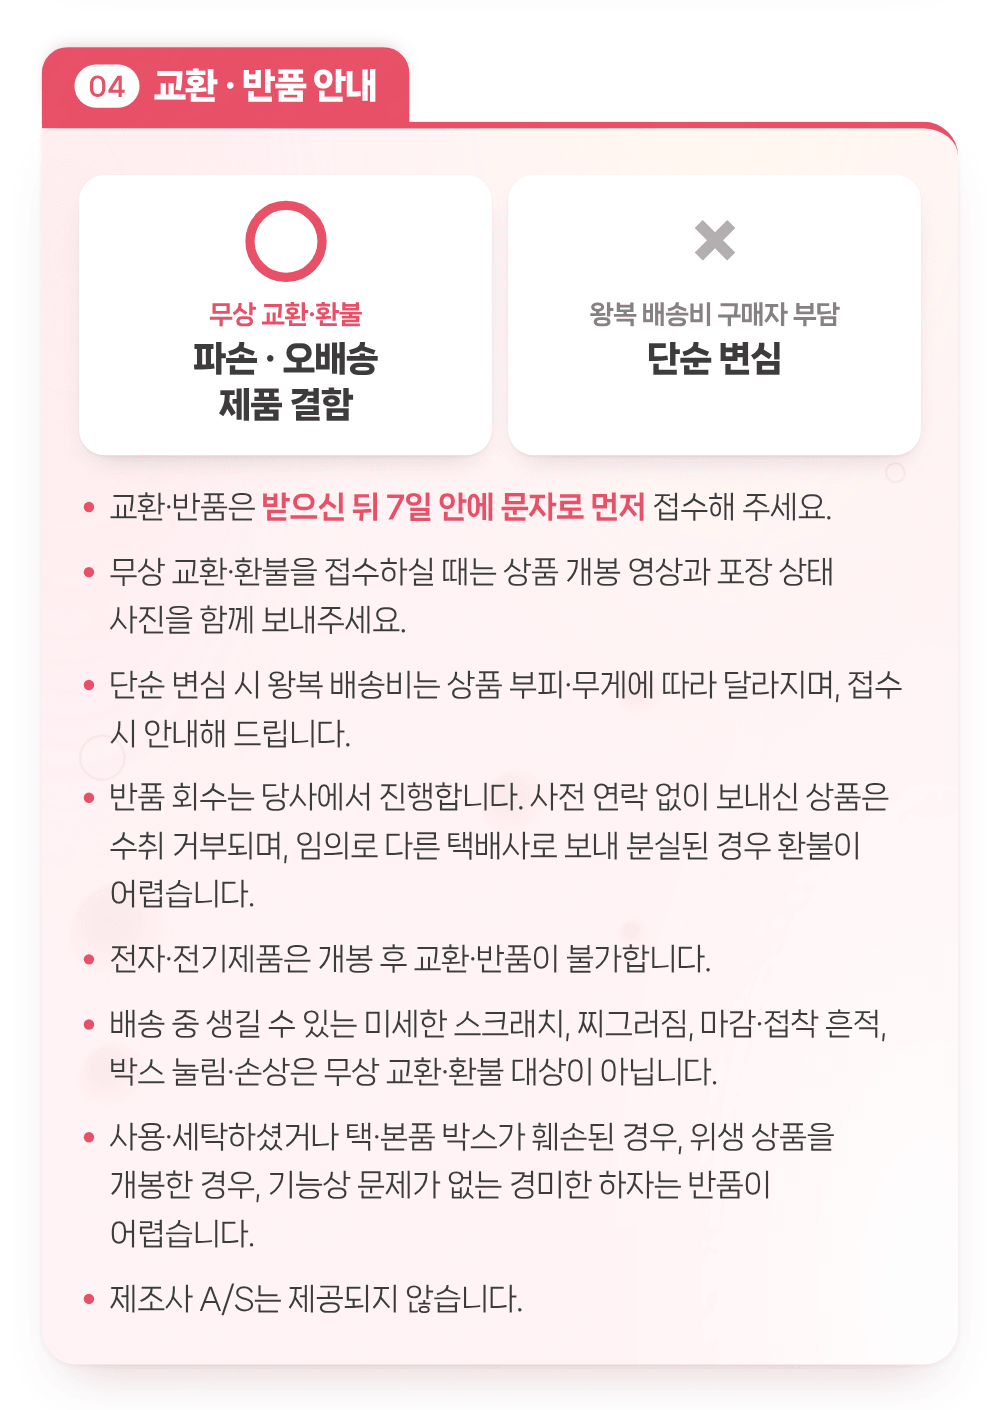 04 교환 · 반품 안내
무상 교환·환불
파손 · 오배송
제품 결함
왕복 배송비 구매자 부담
단순 변심
교환·반품은 받으신 뒤 7일 안에 문자로 먼저 접수해 주세요.
무상 교환·환불을 접수하실 때는 상품 개봉 영상과 포장 상태
사진을 함께 보내주세요.
단순 변심 시 왕복 배송비는 상품 부피·무게에 따라 달라지며, 접수
시 안내해 드립니다.
반품 회수는 당사에서 진행합니다. 사전 연락 없이 보내신 상품은
수취 거부되며, 임의로 다른 택배사로 보내 분실된 경우 환불이
어렵습니다.
전자·전기제품은 개봉 후 교환·반품이 불가합니다.
배송 중 생길 수 있는 미세한 스크래치, 찌그러짐, 마감·접착 흔적,
박스 눌림·손상은 무상 교환·환불 대상이 아닙니다.
사용·세탁하셨거나 택·본품 박스가 훼손된 경우, 위생 상품을
개봉한 경우, 기능상 문제가 없는 경미한 하자는 반품이
어렵습니다.
제조사 A/S는 제공되지 않습니다.